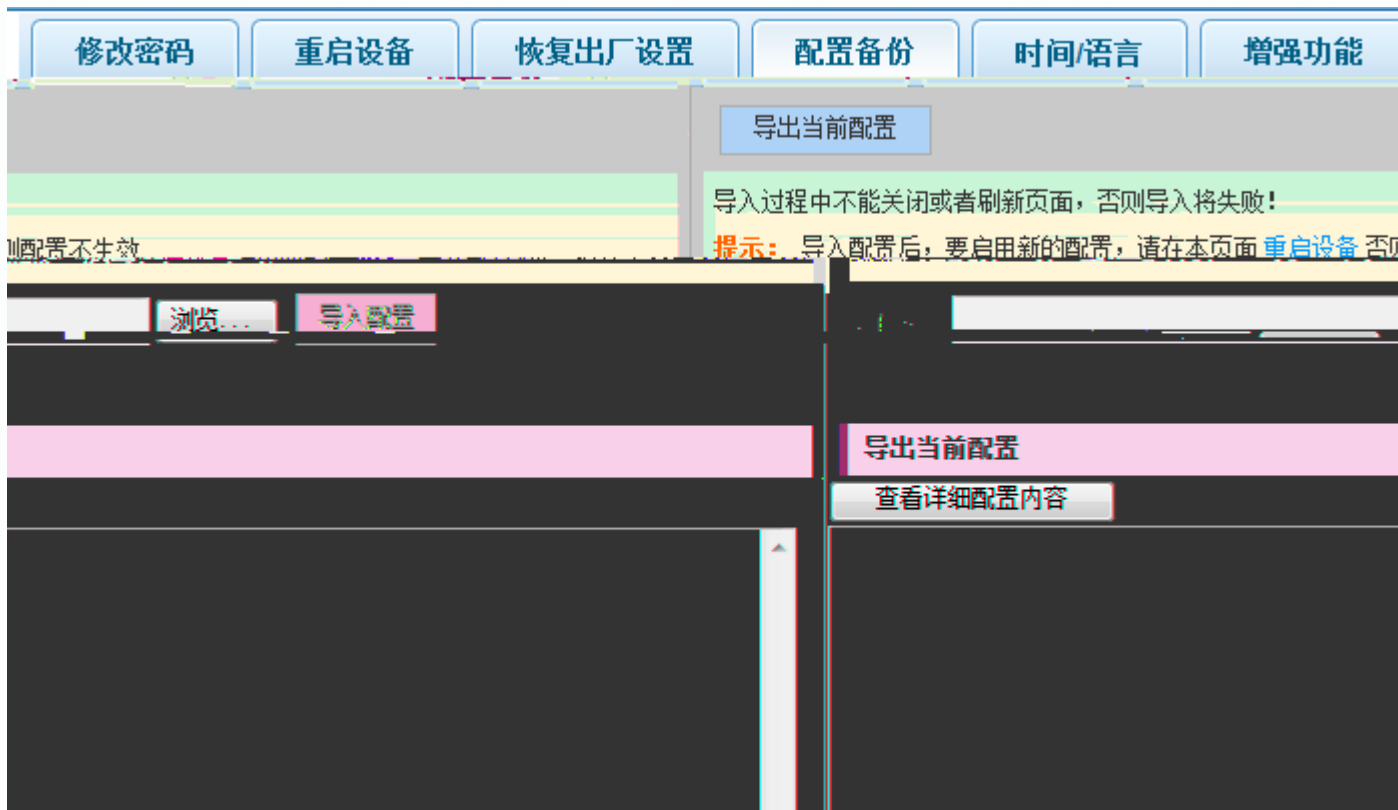 修改密码 重启设备 恢复出厂设置 配置备份 时间/语言 增强功能
导出当前配置
导入过程中不能关闭或者刷新页面，否则导入将失败！
提示： 导入配置后，要启用新的配置，请在本页面 重启设备 否则配置不生效
浏览... 导入配置
导出当前配置
查看详细配置内容